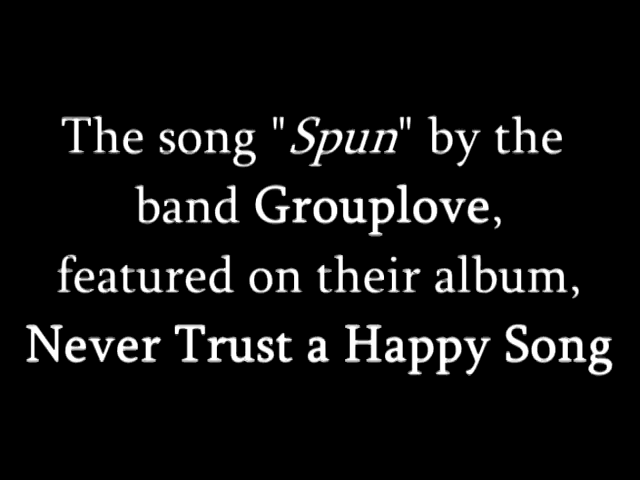 The song "Spun" by the
band Grouplove,
featured on their album,
Never Trust a Happy Song